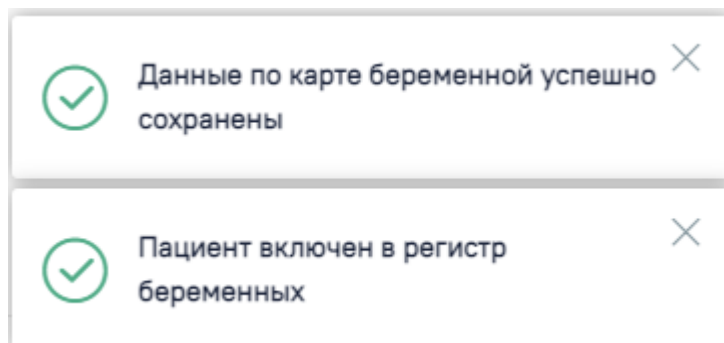 Данные по карте беременной успешно
сохранены
Пациент включен в регистр
беременных